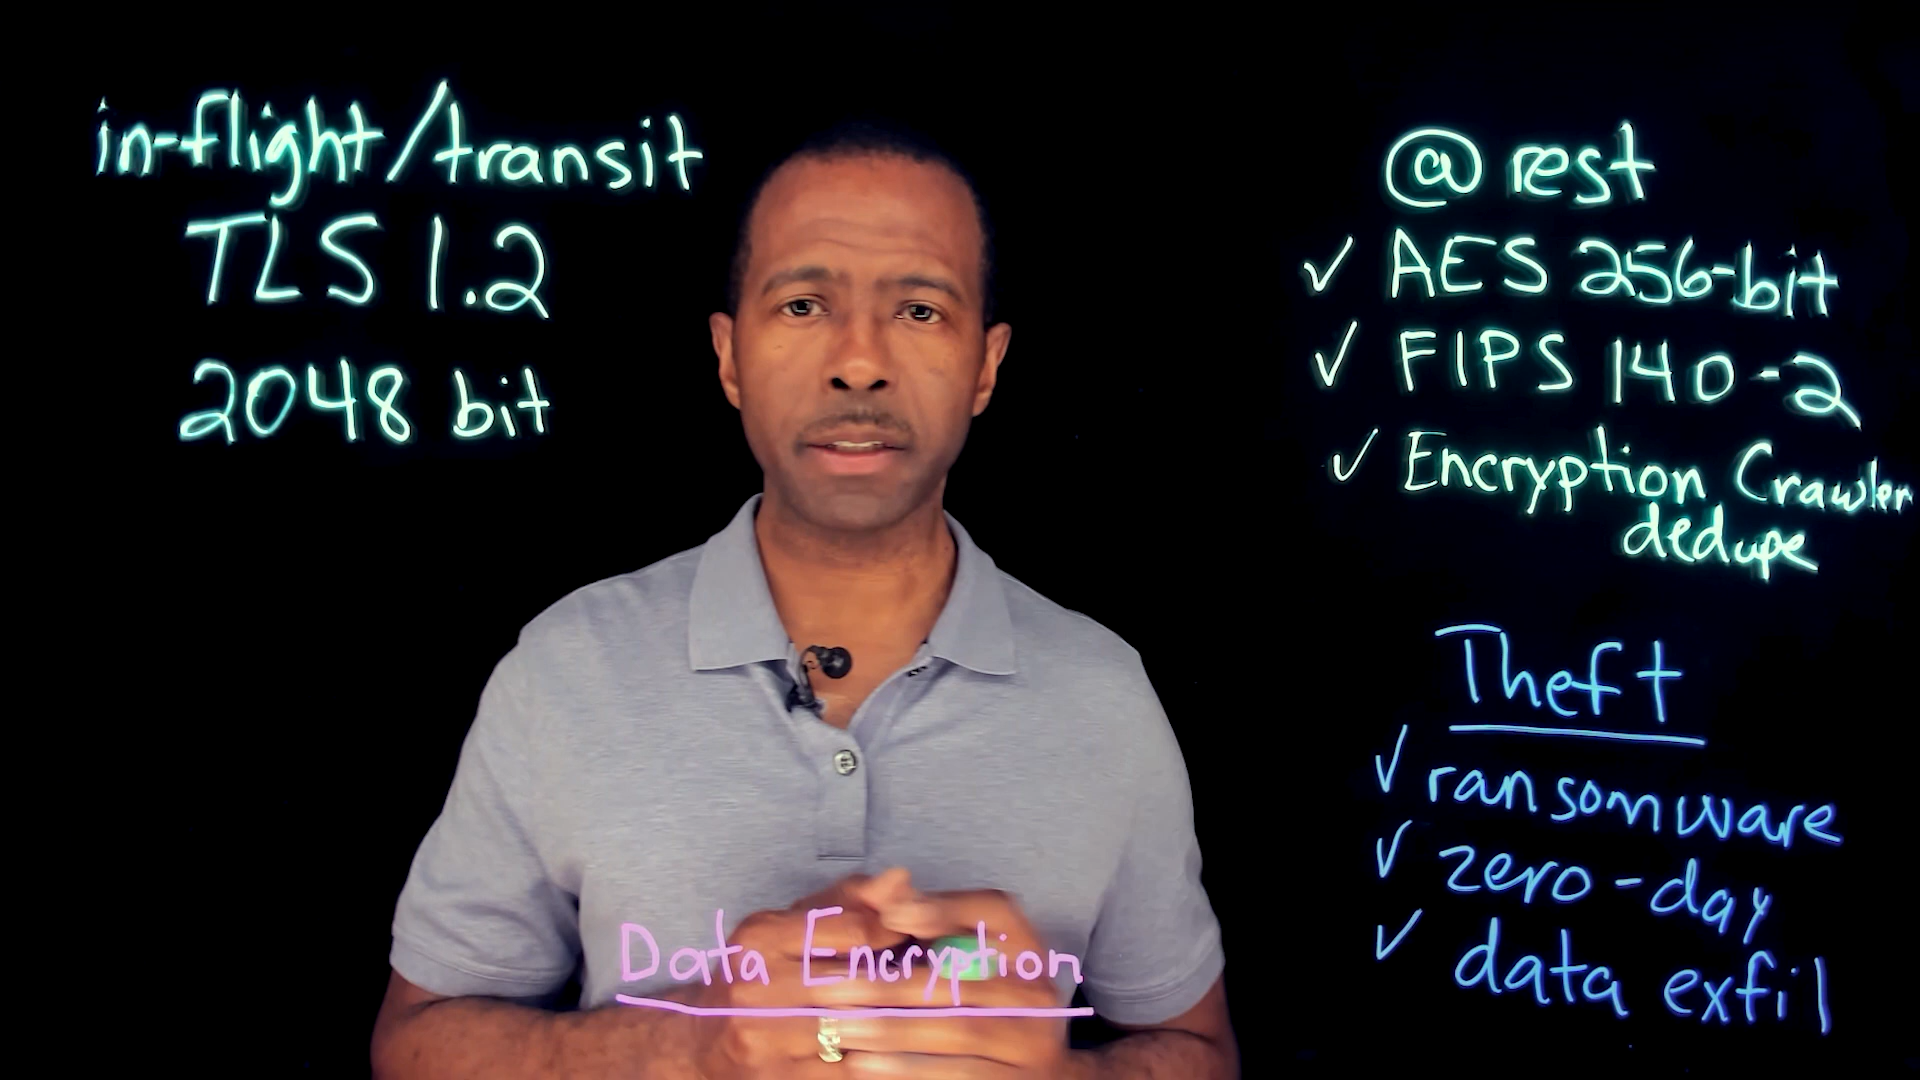 in-flight/transit
TLS 1.2
2048 bit
@ rest
✓ AES 256-bit
✓ FIPS 140-2
✓ Encryption Crawler
dedupe
Theft
✓ ransomware
✓ zero-day
✓ data exfil
Data Encryption